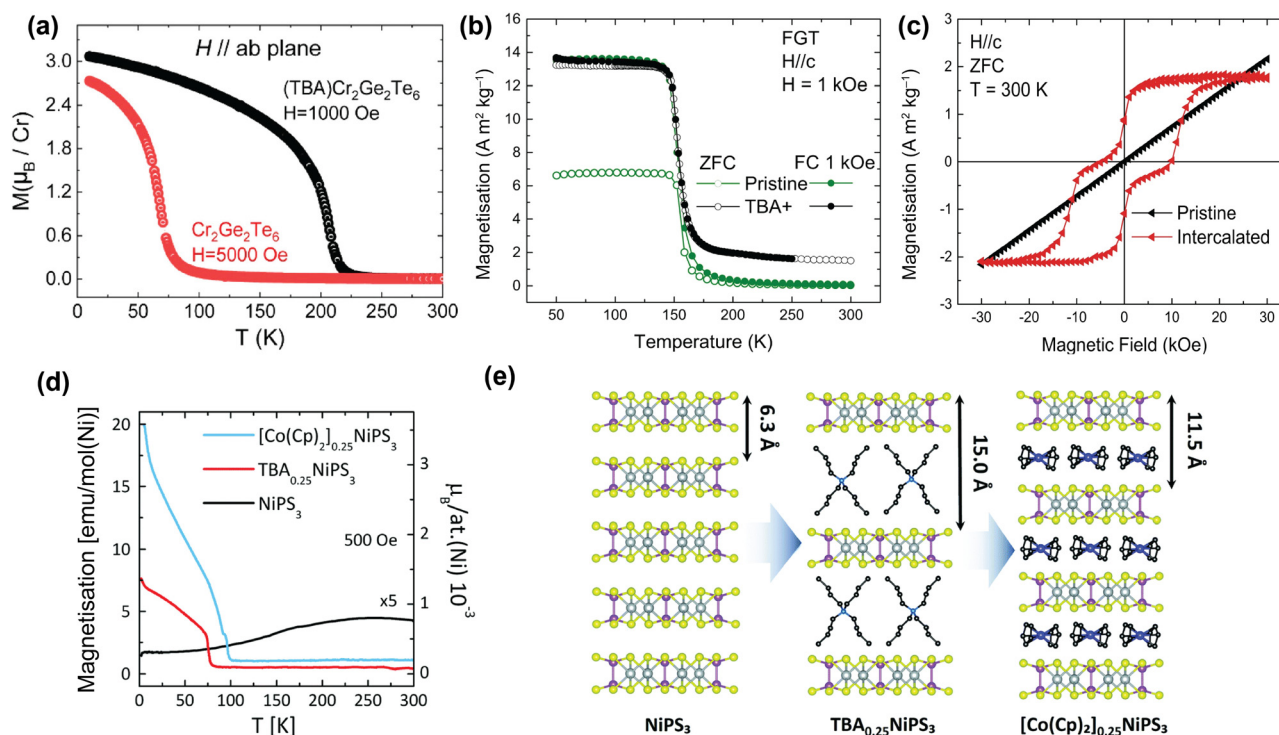 (a)
H // ab plane
(TBA)Cr₂Ge₂Te₆
H=1000 Oe
Cr₂Ge₂Te₆
H=5000 Oe
M(μ_B / Cr)
3.0
2.4
1.8
1.2
0.6
0.0
0 50 100 150 200 250 300
T (K)
(b)
FGT
H//c
H = 1 kOe
ZFC FC 1 kOe
Pristine
TBA+
Magnetisation (A m² kg⁻¹)
16
14
12
10
8
6
4
2
0
50 100 150 200 250 300
Temperature (K)
(c)
H//c
ZFC
T = 300 K
Pristine
Intercalated
Magnetisation (A m² kg⁻¹)
3
2
1
0
-1
-2
-3
-30 -20 -10 0 10 20 30
Magnetic Field (kOe)
(d)
[Co(Cp)₂]₀.₂₅NiPS₃
TBA₀.₂₅NiPS₃
NiPS₃
500 Oe
x5
Magnetisation [emu/mol(Ni)]
20
15
10
5
0
μ_B/at.(Ni) 10⁻³
3
2
1
0
0 50 100 150 200 250 300
T [K]
(e)
6.3 Å
15.0 Å
11.5 Å
NiPS₃
TBA₀.₂₅NiPS₃
[Co(Cp)₂]₀.₂₅NiPS₃